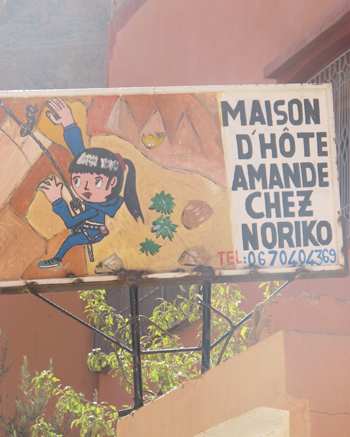 MAISON
D'HÔTE
AMANDE
CHEZ
NORIKO
TEL:0670404369